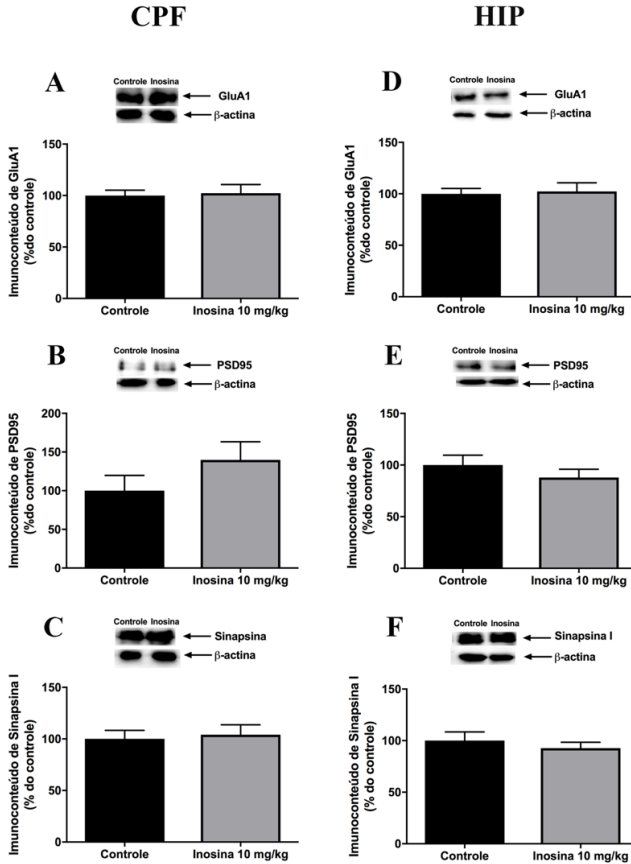 CPF
HIP
A
Controle Inosina
GluA1
β-actina
Imunoconteúdo de GluA1
(%do controle)
150
100
50
0
Controle
Inosina 10 mg/kg
D
Controle Inosina
GluA1
β-actina
Imunoconteúdo de GluA1
(%do controle)
150
100
50
0
Controle
Inosina 10 mg/kg
B
Controle Inosina
PSD95
β-actina
Imunoconteúdo de PSD95
(%do controle)
200
150
100
50
0
Controle
Inosina 10 mg/kg
E
Controle Inosina
PSD95
β-actina
Imunoconteúdo de PSD95
(%do controle)
150
100
50
0
Controle
Inosina 10 mg/kg
C
Controle Inosina
Sinapsina
β-actina
Imunoconteúdo de Sinapsina I
(% do controle)
150
100
50
0
Controle
Inosina 10 mg/kg
F
Controle Inosina
Sinapsina I
β-actina
Imunoconteúdo de Sinapsina I
(% do controle)
150
100
50
0
Controle
Inosina 10 mg/kg